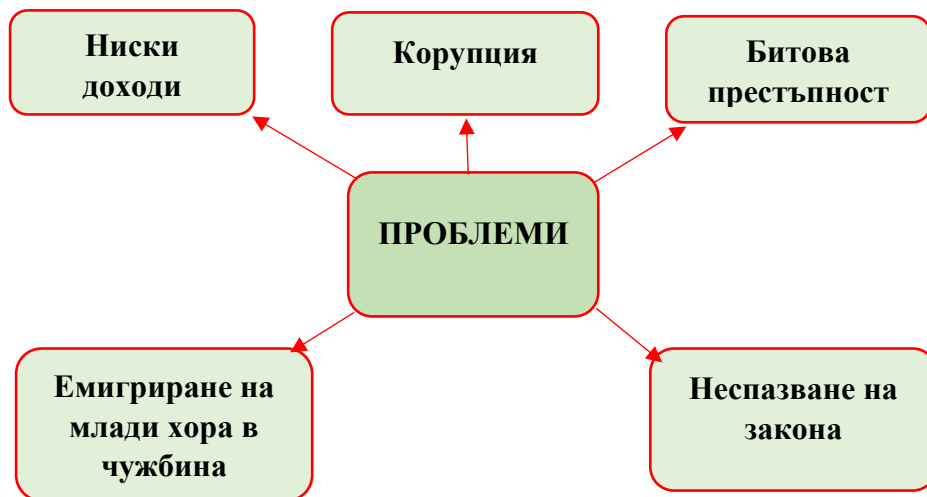 Ниски
доходи
Корупция
Битова
престъпност
ПРОБЛЕМИ
Емигриране на
млади хора в
чужбина
Неспазване на
закона